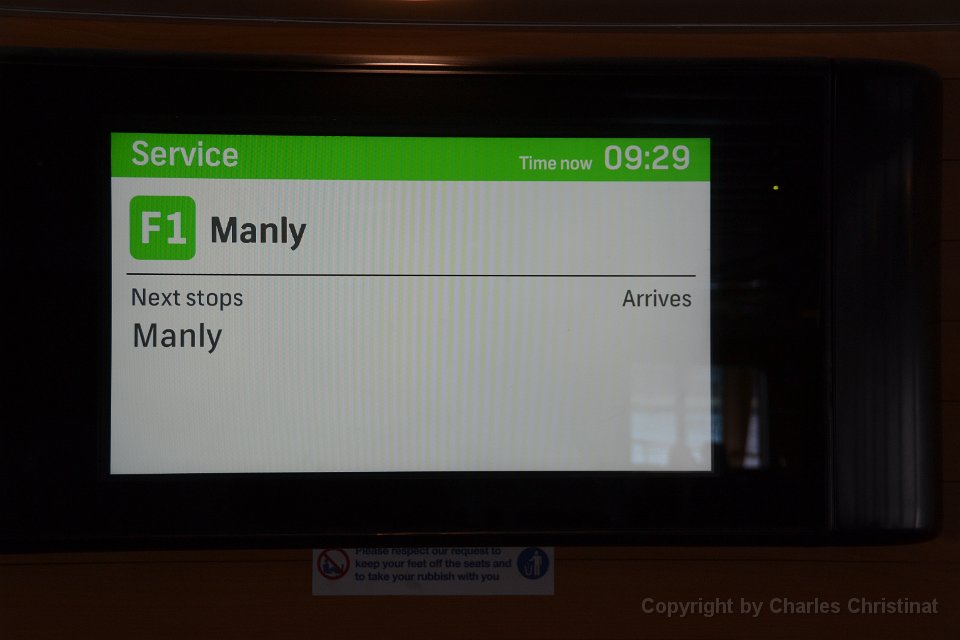 Service
Time now 09:29
F1 Manly
Next stops
Arrives
Manly
Please respect our request to
keep your feet off the seats and
to take your rubbish with you
Copyright by Charles Christinat